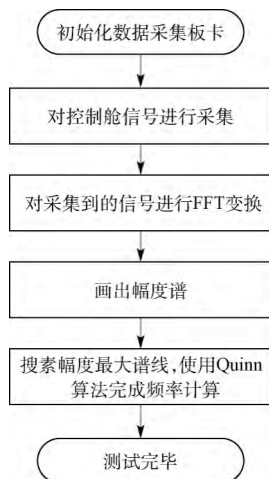 初始化数据采集板卡
对控制舱信号进行采集
对采集到的信号进行FFT变换
画出幅度谱
搜素幅度最大谱线,使用Quinn
算法完成频率计算
测试完毕